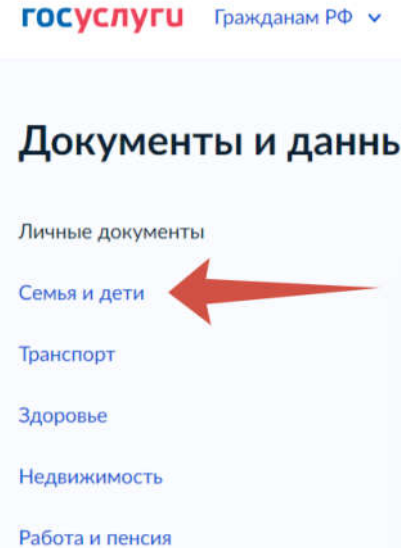 госуслуги Гражданам РФ
Документы и данны
Личные документы
Семья и дети
Транспорт
Здоровье
Недвижимость
Работа и пенсия